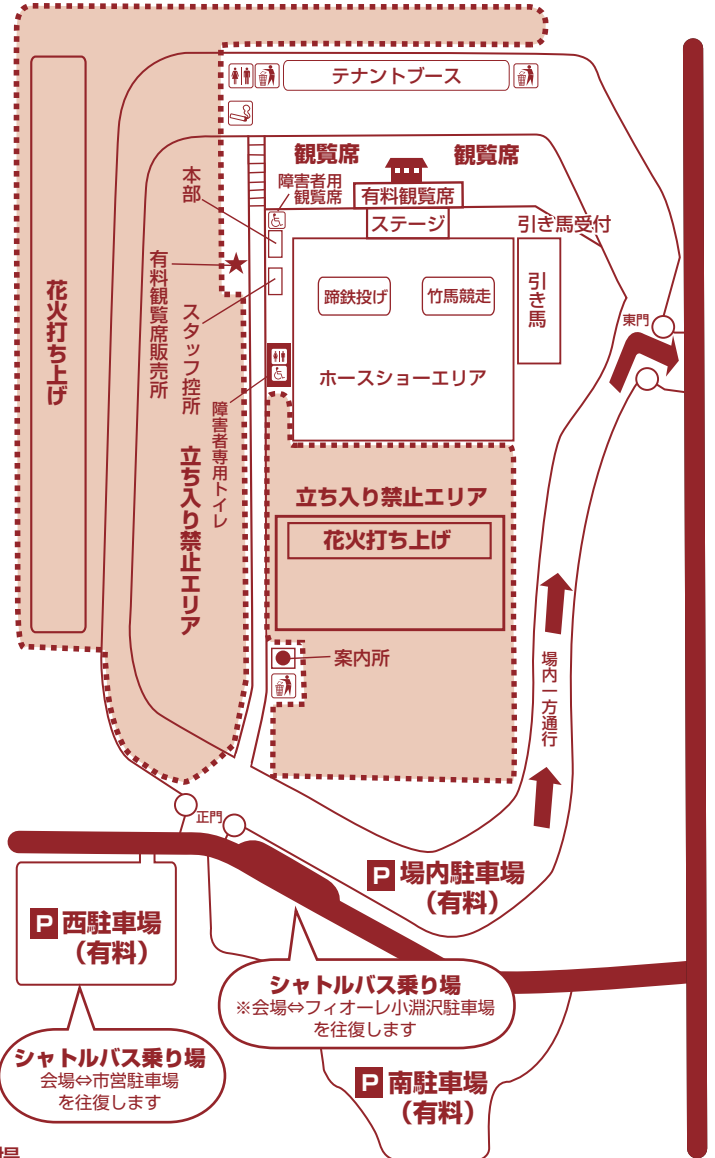 テナントブース
観覧席
観覧席
障害者用
観覧席
有料観覧席
ステージ
引き馬受付
本部
有料観覧席販売所
スタッフ控所
障害者専用トイレ
蹄鉄投げ
竹馬競走
引き馬
ホースショーエリア
東門
花火打ち上げ
立ち入り禁止エリア
立ち入り禁止エリア
花火打ち上げ
案内所
場内一方通行
正門
P 場内駐車場
（有料）
P 西駐車場
（有料）
シャトルバス乗り場
※会場⇔フィオーレ小淵沢駐車場
を往復します
シャトルバス乗り場
会場⇔市営駐車場
を往復します
P 南駐車場
（有料）